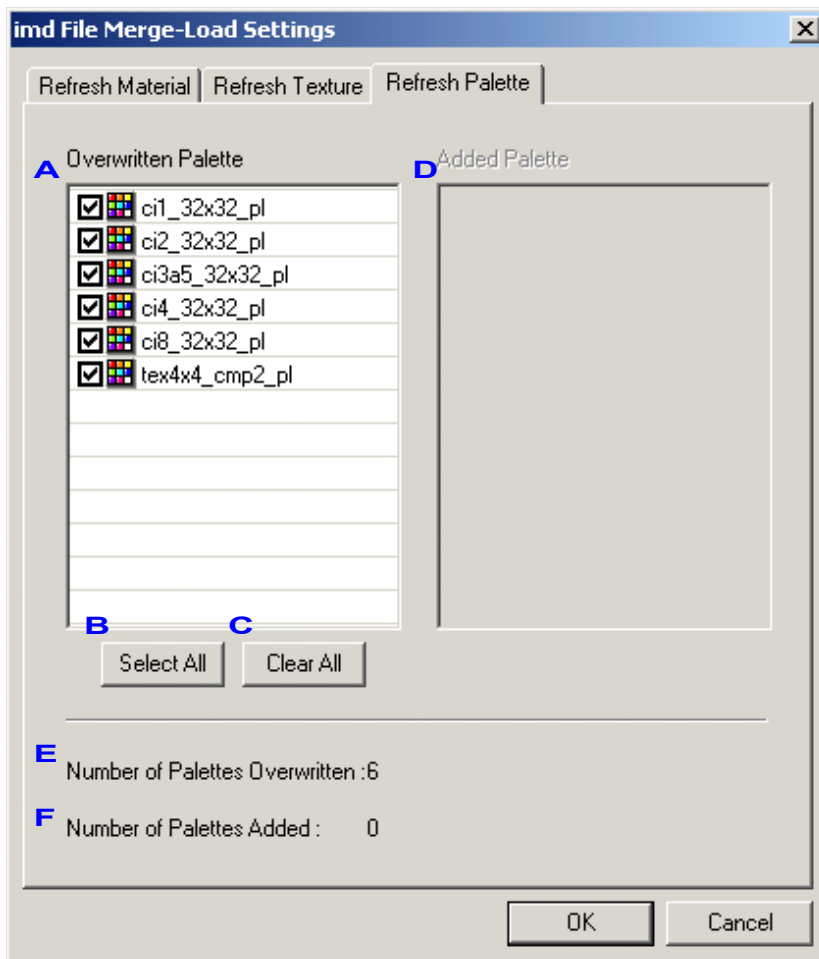 imd File Merge-Load Settings
Refresh Material Refresh Texture Refresh Palette
A Overwritten Palette
D Added Palette
ci1_32x32_pl
ci2_32x32_pl
ci3a5_32x32_pl
ci4_32x32_pl
ci8_32x32_pl
tex4x4_cmp2_pl
B C
Select All Clear All
E Number of Palettes Overwritten :6
F Number of Palettes Added : 0
OK Cancel